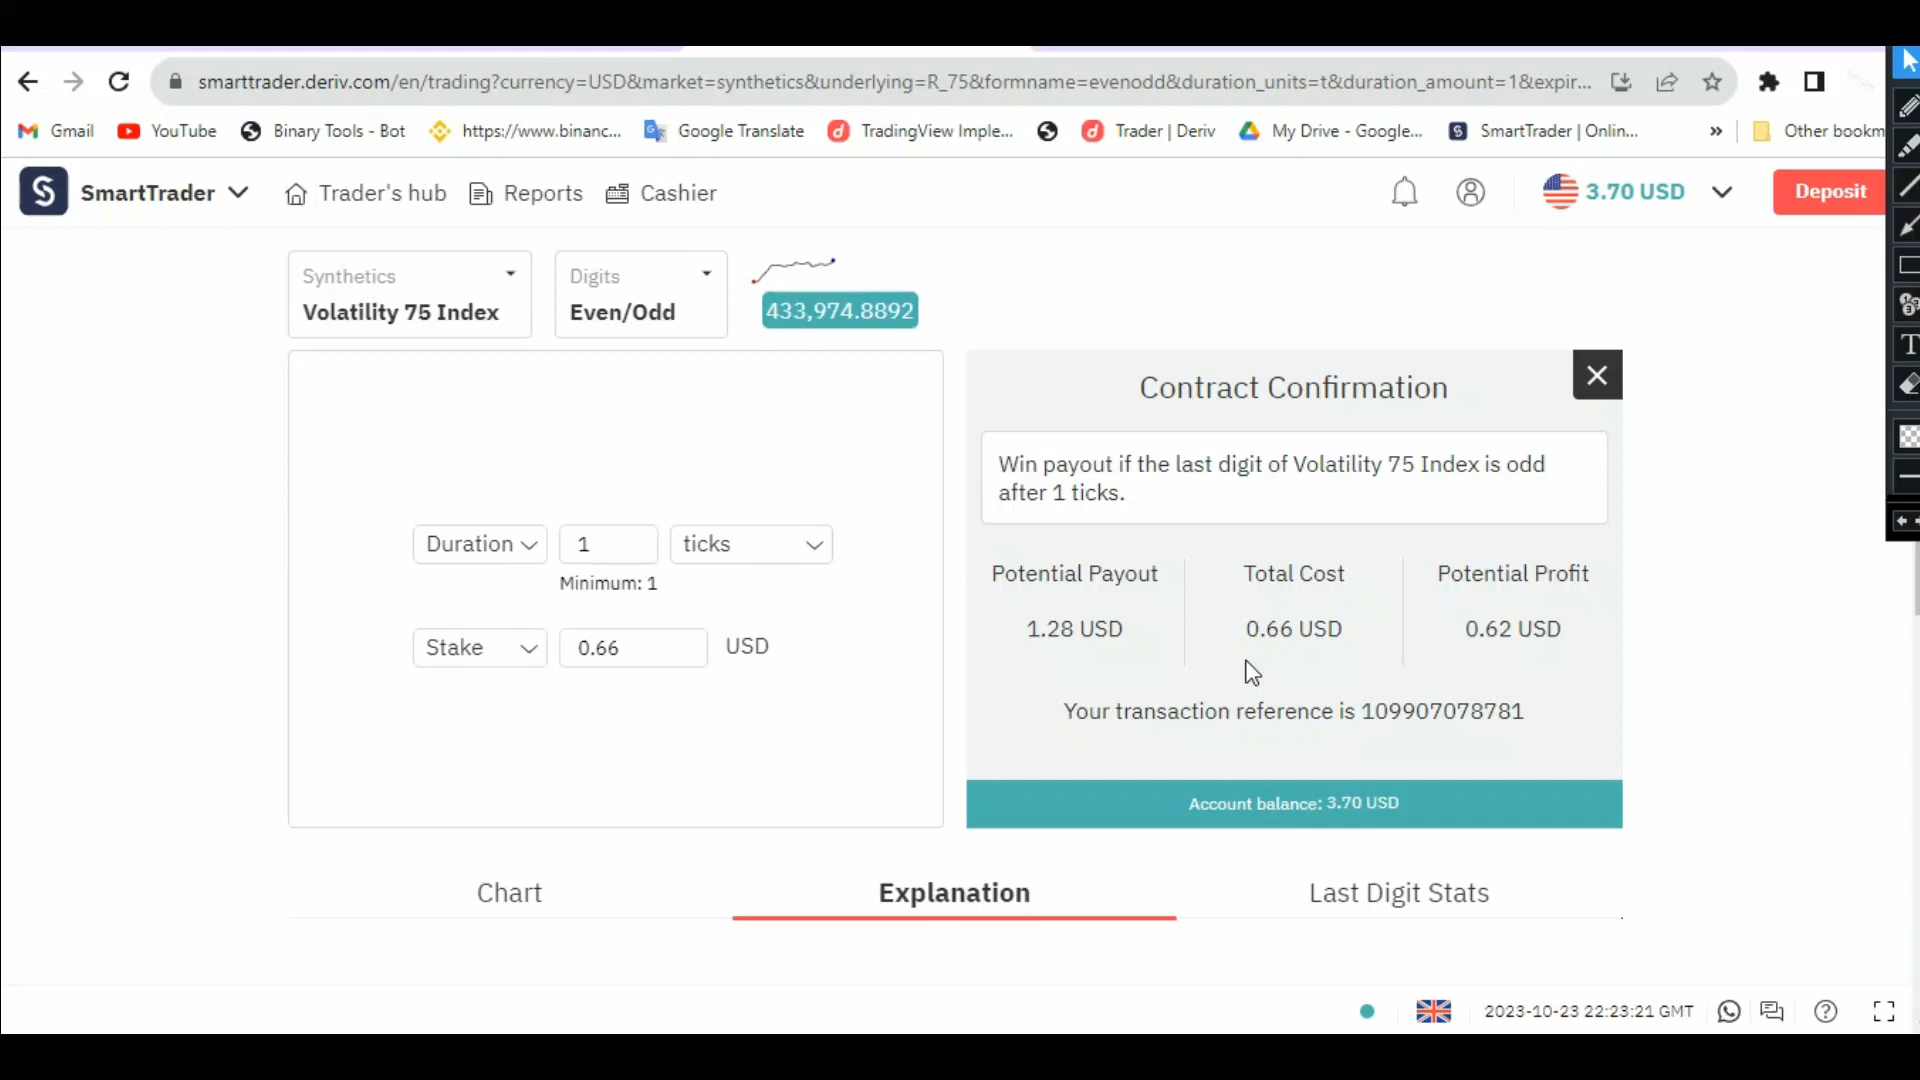 smarttrader.deriv.com/en/trading?currency=USD&market=synthetics&underlying=R_75&formname=evenodd&duration_units=t&duration_amount=1&expir...
Gmail YouTube Binary Tools - Bot https://www.binanc... Google Translate TradingView Imple... Trader | Deriv My Drive - Google... SmartTrader | Onlin... » Other bookm
SmartTrader Trader's hub Reports Cashier 3.70 USD Deposit
Synthetics Digits
Volatility 75 Index Even/Odd 433,974.8892
Contract Confirmation
Win payout if the last digit of Volatility 75 Index is odd
after 1 ticks.
Duration 1 ticks
Minimum: 1
Stake 0.66 USD
Potential Payout Total Cost Potential Profit
1.28 USD 0.66 USD 0.62 USD
Your transaction reference is 109907078781
Account balance: 3.70 USD
Chart Explanation Last Digit Stats
2023-10-23 22:23:21 GMT